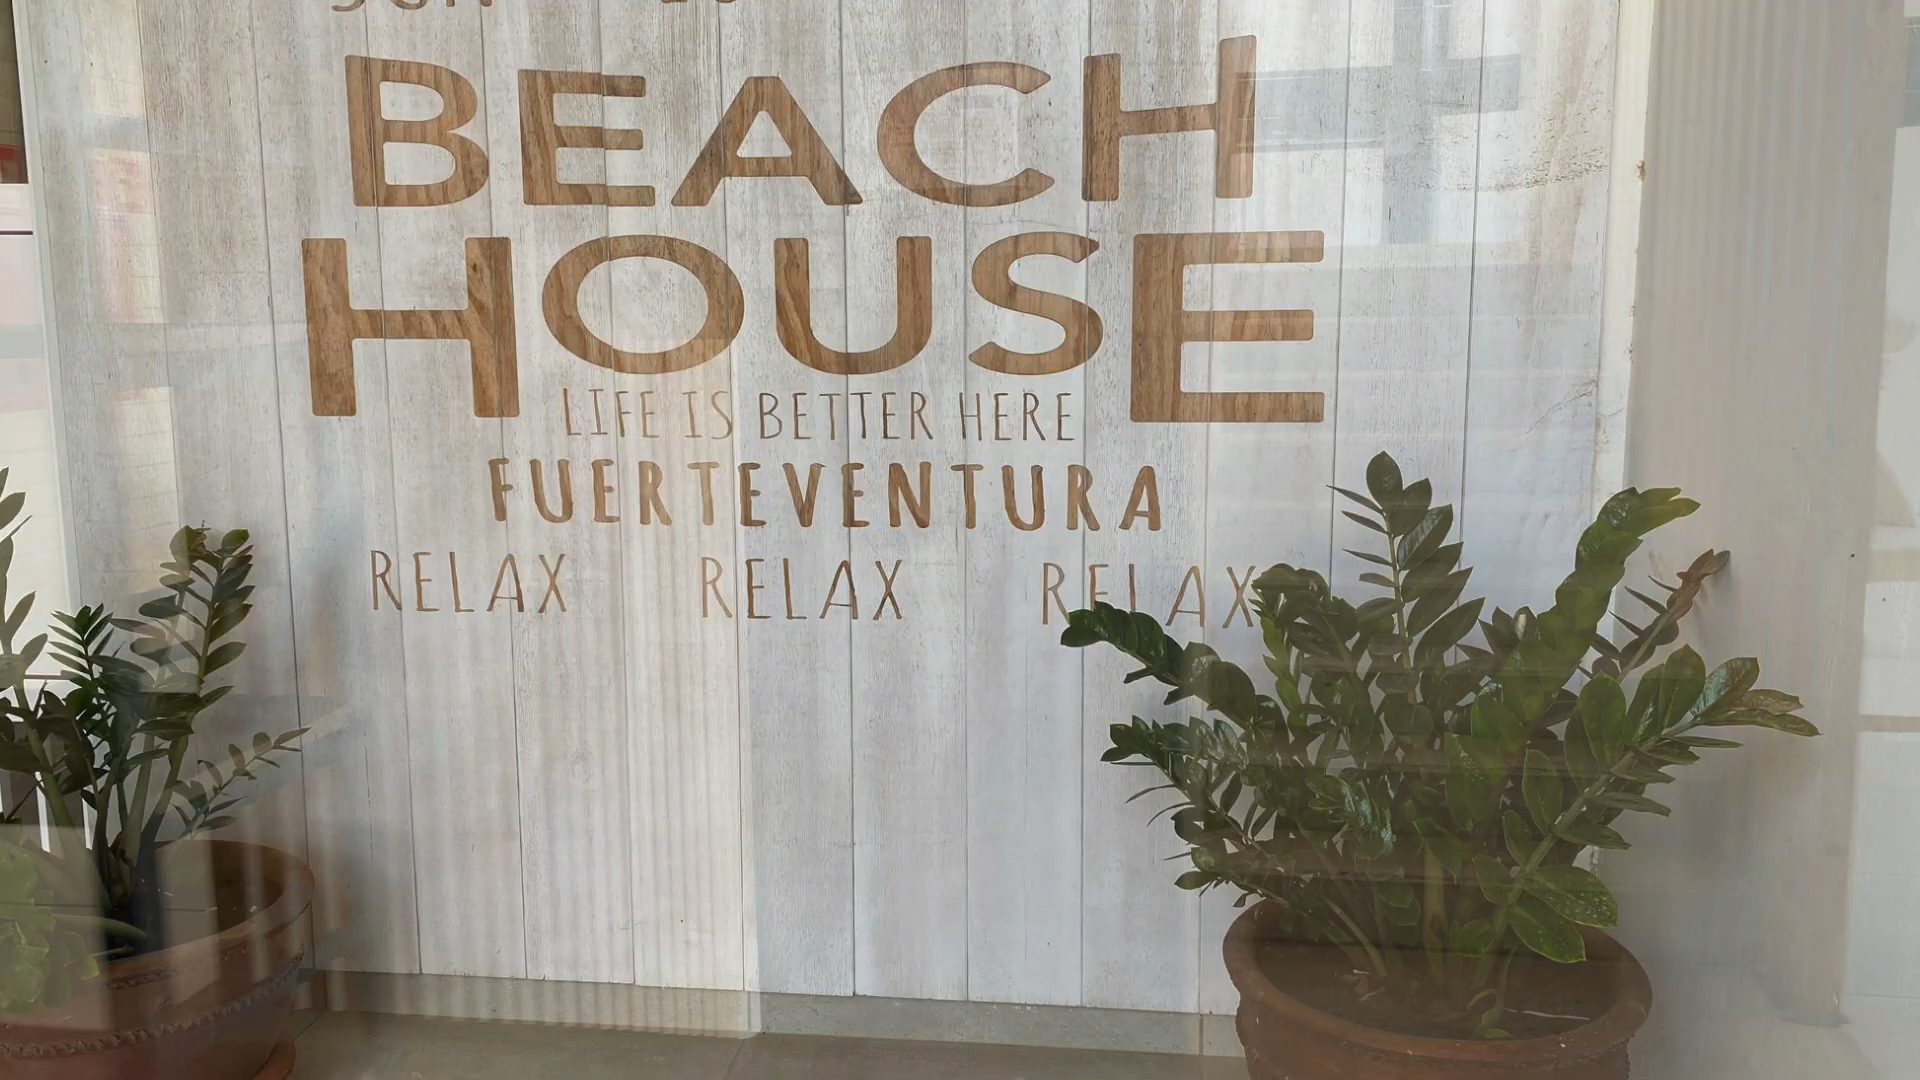 BEACH
HOUSE
LIFE IS BETTER HERE
FUERTEVENTURA
RELAX RELAX RELAX